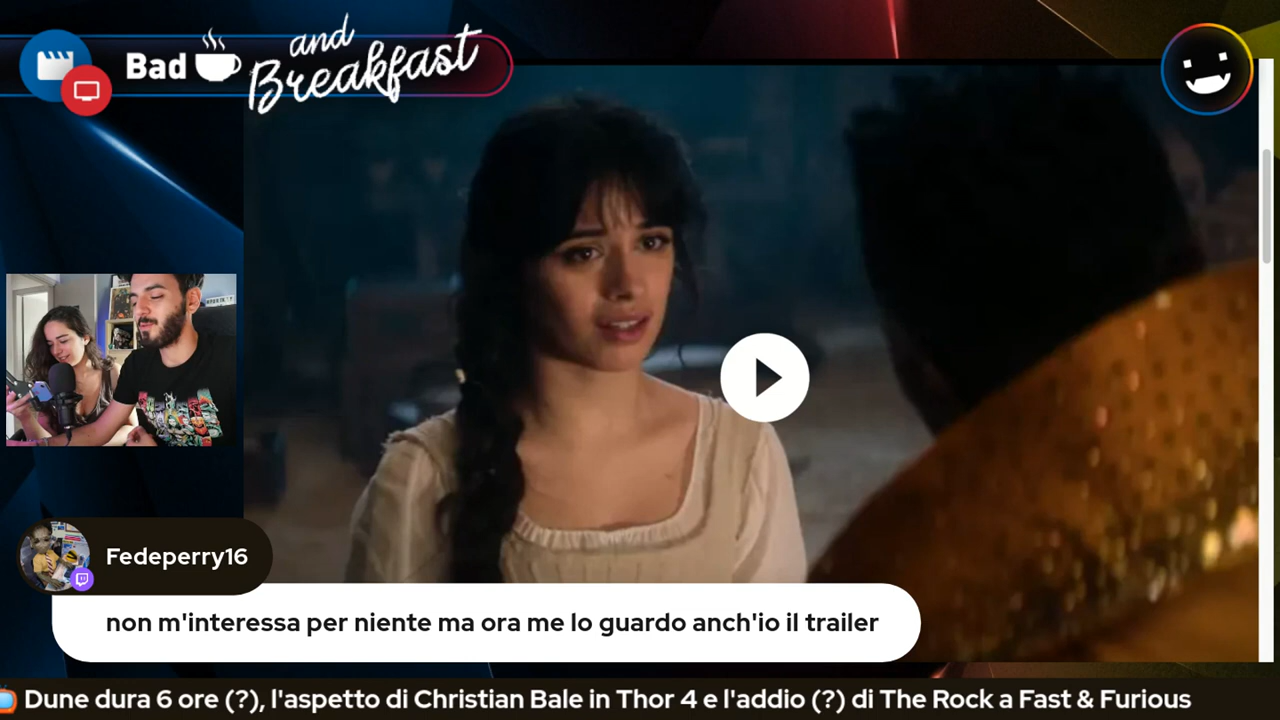 Bad and Breakfast
Fedeperry16
non m'interessa per niente ma ora me lo guardo anch'io il trailer
Dune dura 6 ore (?), l'aspetto di Christian Bale in Thor 4 e l'addio (?) di The Rock a Fast & Furious